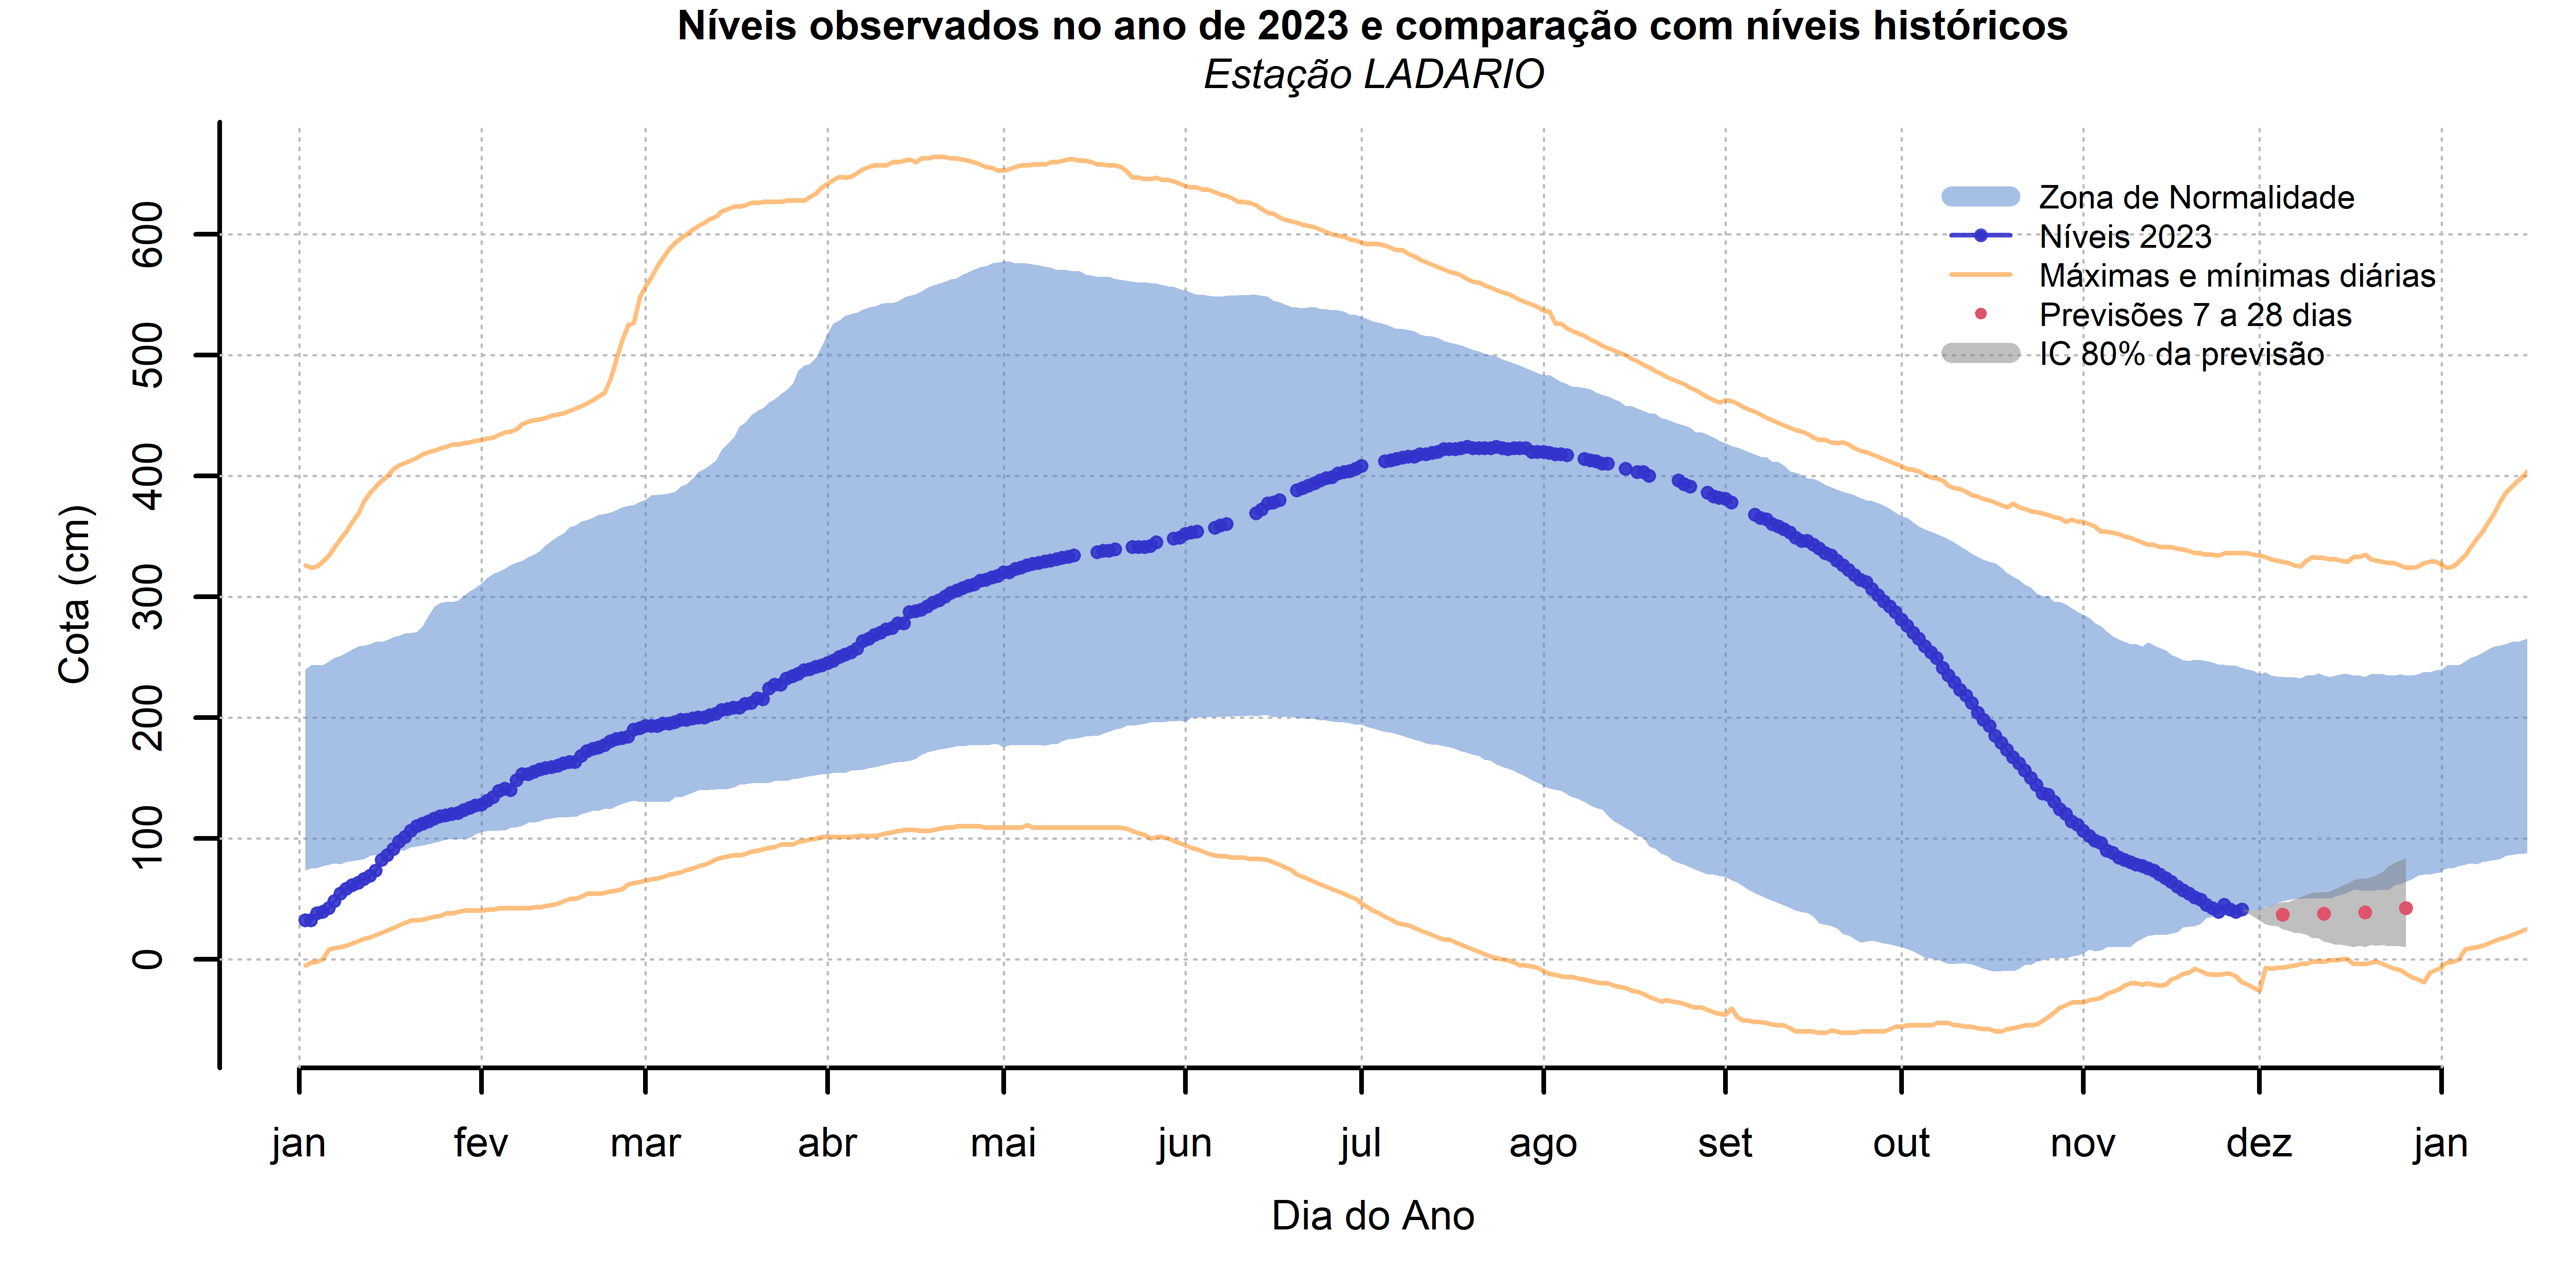 Níveis observados no ano de 2023 e comparação com níveis históricos
Estação LADARIO
Cota (cm)
600
500
400
300
200
100
0
Zona de Normalidade
Níveis 2023
Máximas e mínimas diárias
Previsões 7 a 28 dias
IC 80% da previsão
jan fev mar abr mai jun jul ago set out nov dez jan
Dia do Ano